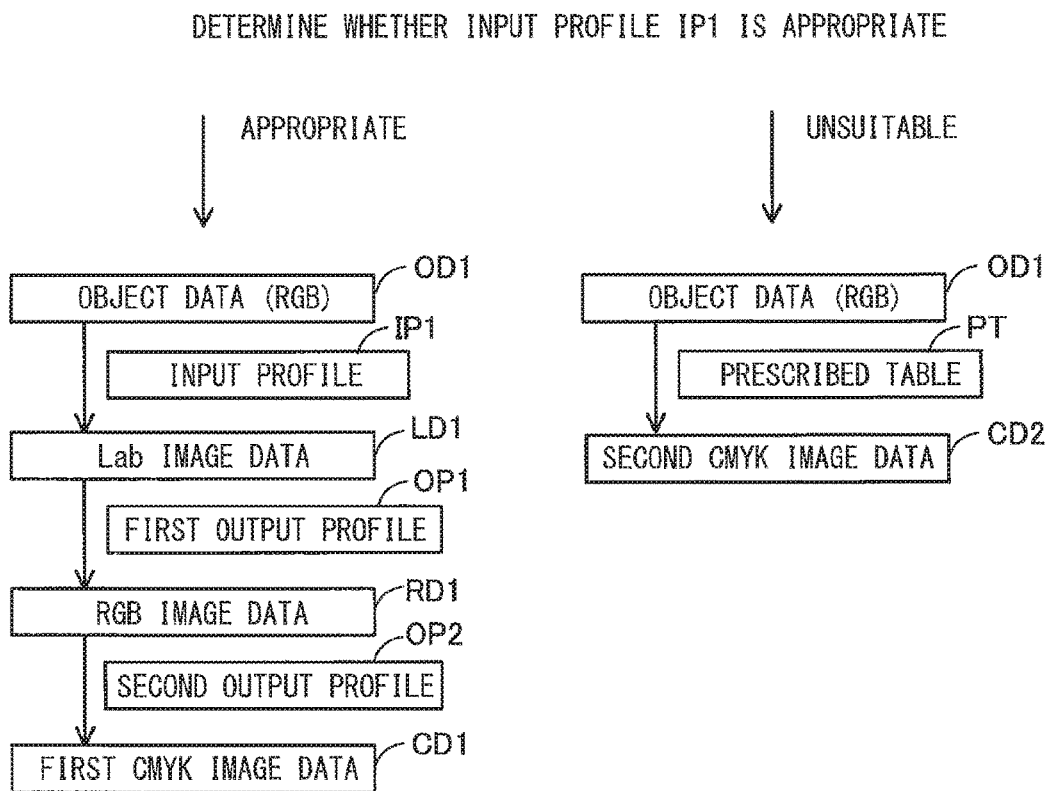 DETERMINE WHETHER INPUT PROFILE IP1 IS APPROPRIATE
APPROPRIATE
UNSUITABLE
OD1
OBJECT DATA (RGB)
IP1
INPUT PROFILE
LD1
Lab IMAGE DATA
OP1
FIRST OUTPUT PROFILE
RD1
RGB IMAGE DATA
OP2
SECOND OUTPUT PROFILE
CD1
FIRST CMYK IMAGE DATA
OD1
OBJECT DATA (RGB)
PT
PRESCRIBED TABLE
CD2
SECOND CMYK IMAGE DATA